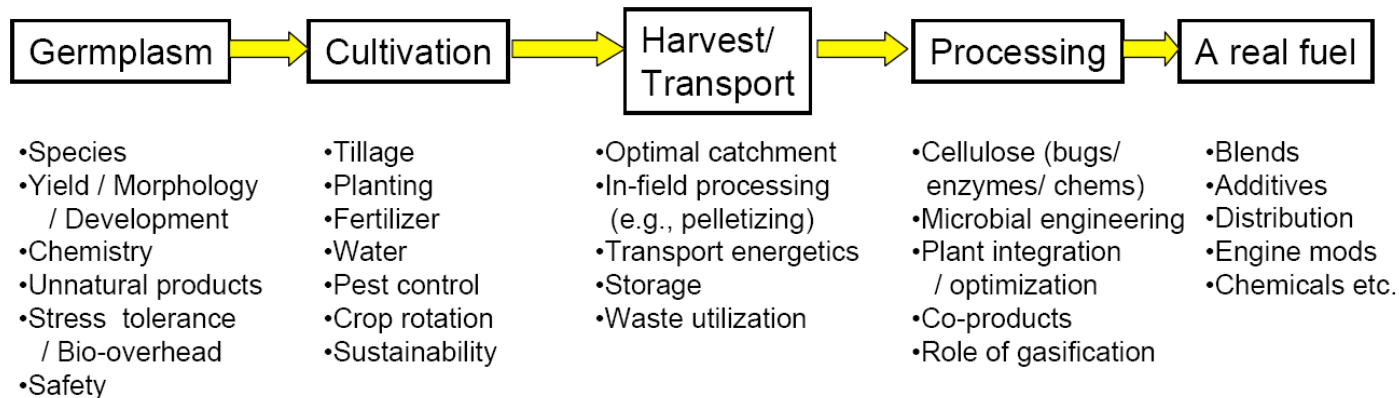 Germplasm
Cultivation
Harvest/
Transport
Processing
A real fuel
•Species
•Yield / Morphology
/ Development
•Chemistry
•Unnatural products
•Stress tolerance
/ Bio-overhead
•Safety
•Tillage
•Planting
•Fertilizer
•Water
•Pest control
•Crop rotation
•Sustainability
•Optimal catchment
•In-field processing
(e.g., pelletizing)
•Transport energetics
•Storage
•Waste utilization
•Cellulose (bugs/
enzymes/ chems)
•Microbial engineering
•Plant integration
/ optimization
•Co-products
•Role of gasification
•Blends
•Additives
•Distribution
•Engine mods
•Chemicals etc.